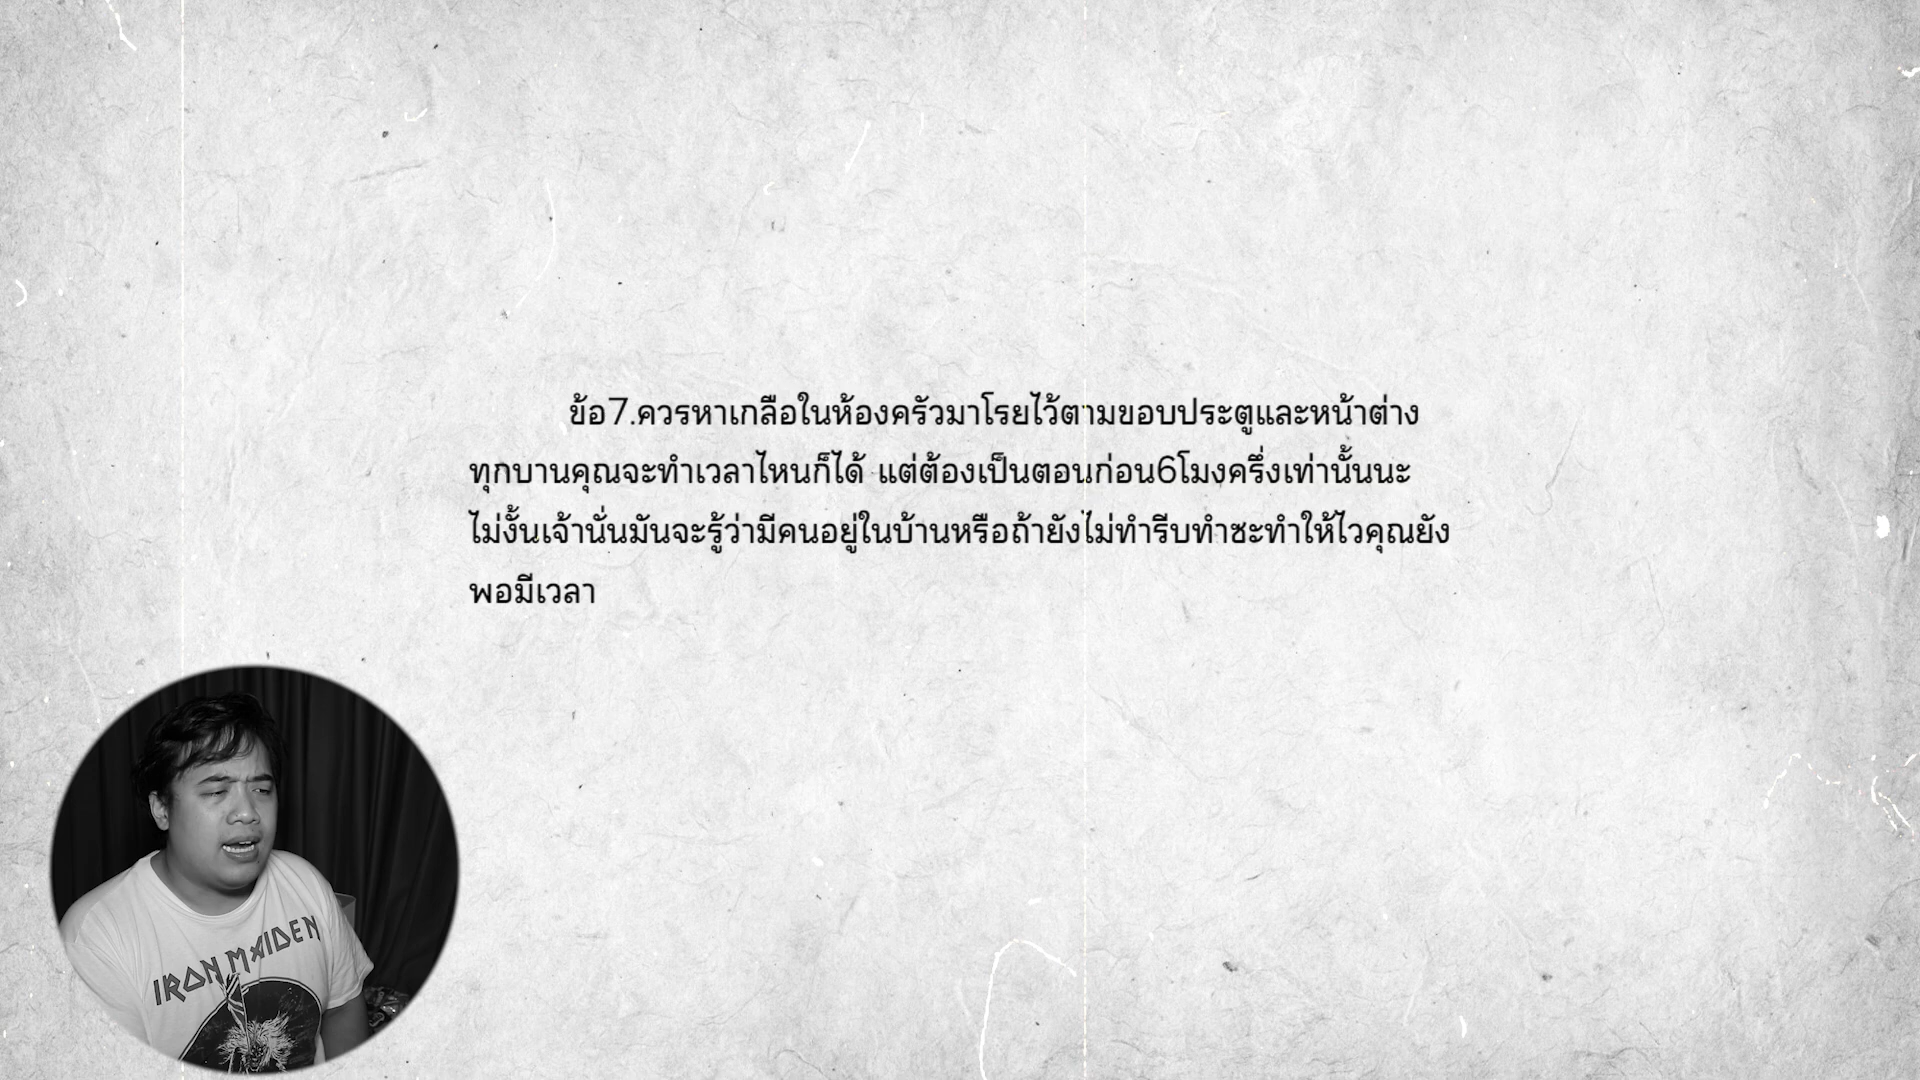 ข้อ7.ควรหาเกลือในห้องครัวมาโรยไว้ตามขอบประตูและหน้าต่าง
ทุกบานคุณจะทำเวลาไหนก็ได้ แต่ต้องเป็นตอนก่อน6โมงครึ่งเท่านั้นนะ
ไม่งั้นเจ้านั่นมันจะรู้ว่ามีคนอยู่ในบ้านหรือถ้ายังไม่ทำรีบทำซะทำให้ไวคุณยัง
พอมีเวลา
IRON MAIDEN